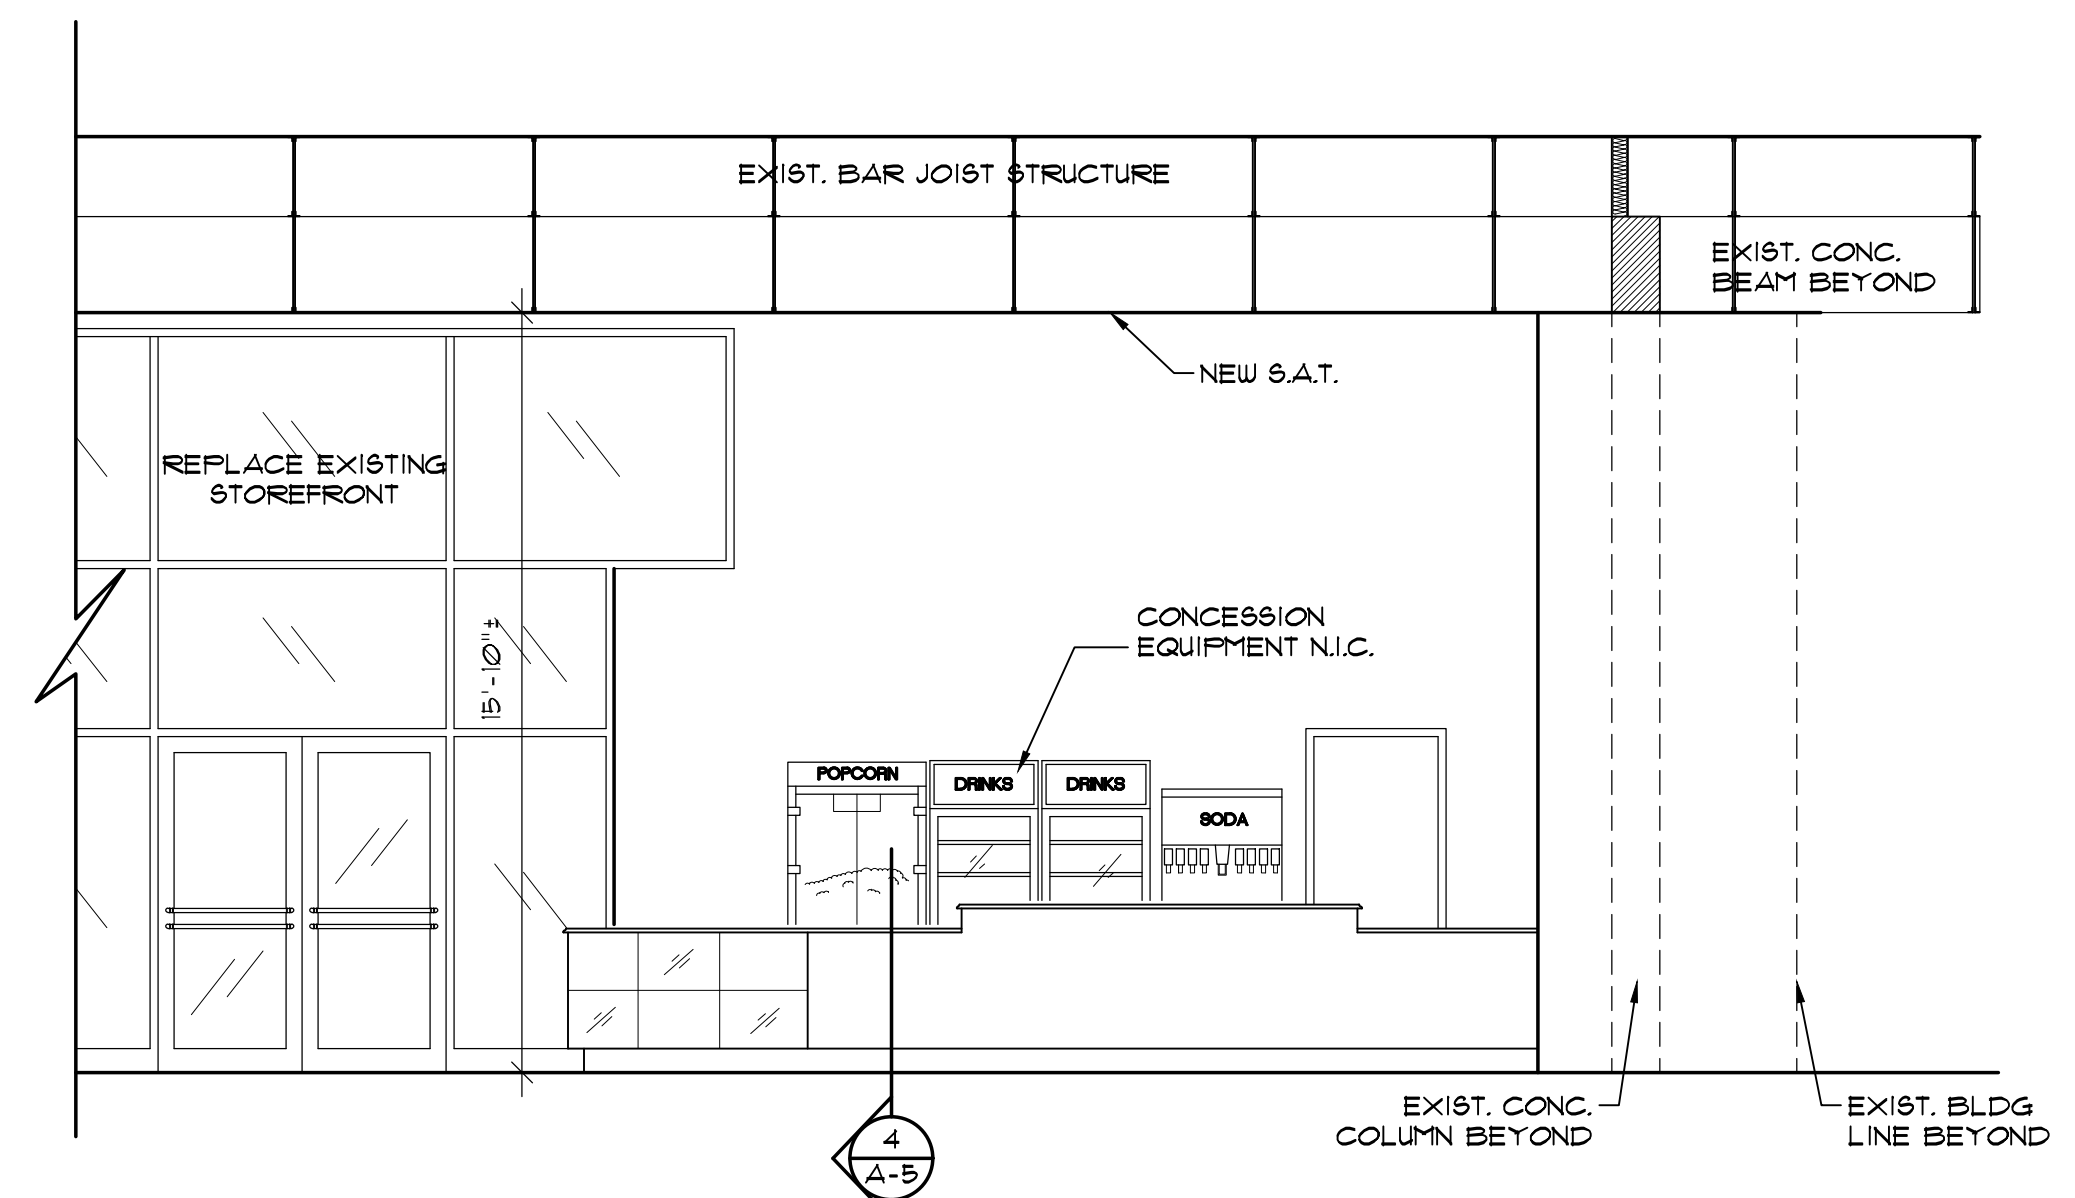 EXIST. BAR JOIST STRUCTURE
EXIST. CONC.
BEAM BEYOND
NEW S.A.T.
REPLACE EXISTING
STOREFRONT
15'-10"±
CONCESSION
EQUIPMENT N.I.C.
POPCORN
DRINKS
DRINKS
SODA
EXIST. CONC.
COLUMN BEYOND
EXIST. BLDG
LINE BEYOND
4
A-5